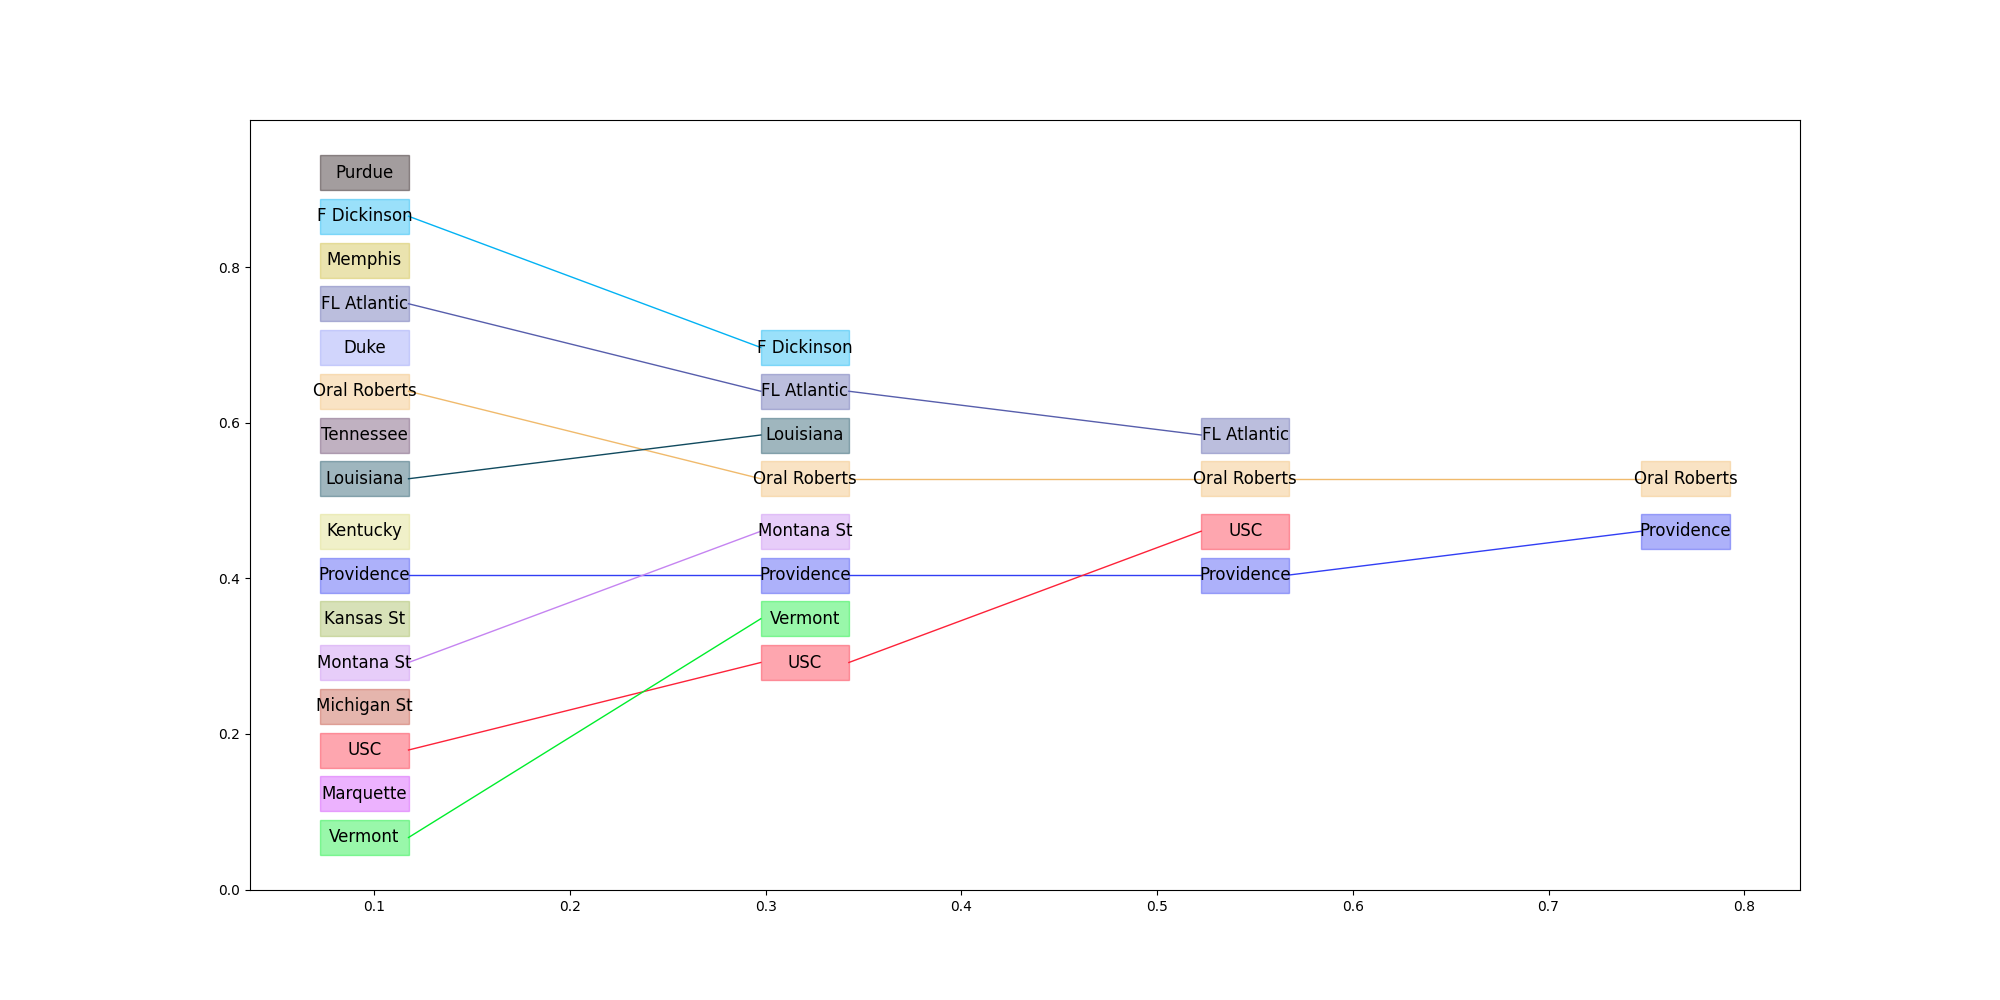 Purdue
F Dickinson
Memphis
FL Atlantic
Duke
Oral Roberts
Tennessee
Louisiana
Kentucky
Providence
Kansas St
Montana St
Michigan St
USC
Marquette
Vermont
F Dickinson
FL Atlantic
Louisiana
Oral Roberts
Montana St
Providence
Vermont
USC
FL Atlantic
Oral Roberts
USC
Providence
Oral Roberts
Providence
0.8
0.6
0.4
0.2
0.0
0.1 0.2 0.3 0.4 0.5 0.6 0.7 0.8